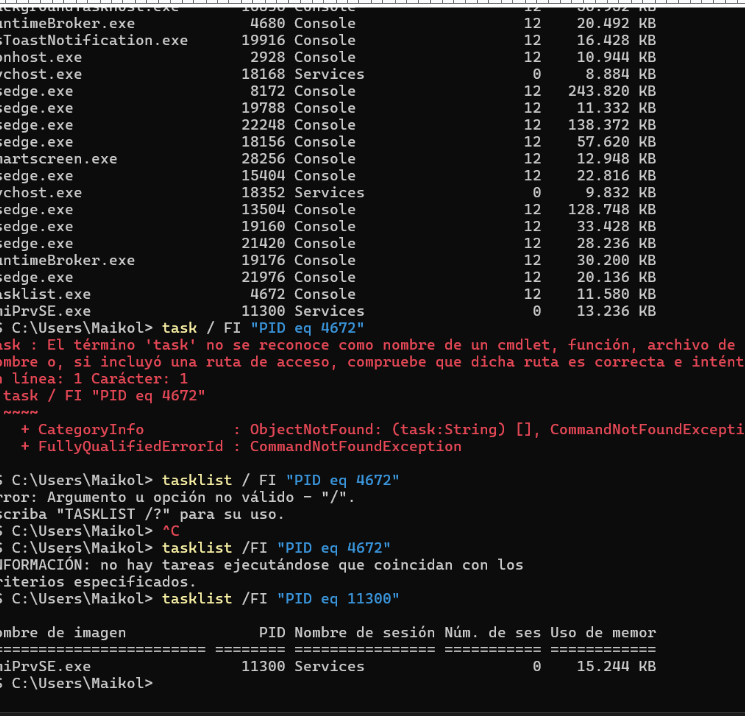 ckgroundTaskHost.exe 16836 Console 12 KB
untimeBroker.exe 4680 Console 12 20.492 KB
sToastNotification.exe 19916 Console 12 16.428 KB
onhost.exe 2928 Console 12 10.944 KB
vchost.exe 18168 Services 0 8.884 KB
sedge.exe 8172 Console 12 243.820 KB
sedge.exe 19788 Console 12 11.332 KB
sedge.exe 22248 Console 12 138.372 KB
sedge.exe 18156 Console 12 57.620 KB
martscreen.exe 28256 Console 12 12.948 KB
sedge.exe 15404 Console 12 22.816 KB
vchost.exe 18352 Services 0 9.832 KB
sedge.exe 13504 Console 12 128.748 KB
sedge.exe 19160 Console 12 33.428 KB
sedge.exe 21420 Console 12 28.236 KB
untimeBroker.exe 19176 Console 12 30.200 KB
sedge.exe 21976 Console 12 20.136 KB
asklist.exe 4672 Console 12 11.580 KB
miPrvSE.exe 11300 Services 0 13.236 KB
S C:\Users\Maikol> task / FI "PID eq 4672"
ask : El término 'task' no se reconoce como nombre de un cmdlet, función, archivo de
ombre o, si incluyó una ruta de acceso, compruebe que dicha ruta es correcta e intént
n línea: 1 Carácter: 1
task / FI "PID eq 4672"
~~~~
+ CategoryInfo : ObjectNotFound: (task:String) [], CommandNotFoundExcepti
+ FullyQualifiedErrorId : CommandNotFoundException
S C:\Users\Maikol> tasklist / FI "PID eq 4672"
rror: Argumento u opción no válido - "/".
scriba "TASKLIST /?" para su uso.
S C:\Users\Maikol> ^C
S C:\Users\Maikol> tasklist /FI "PID eq 4672"
NFORMACIÓN: no hay tareas ejecutándose que coincidan con los
riterios especificados.
S C:\Users\Maikol> tasklist /FI "PID eq 11300"
ombre de imagen PID Nombre de sesión Núm. de ses Uso de memor
======================== ======== ================ =========== ============
miPrvSE.exe 11300 Services 0 15.244 KB
S C:\Users\Maikol>